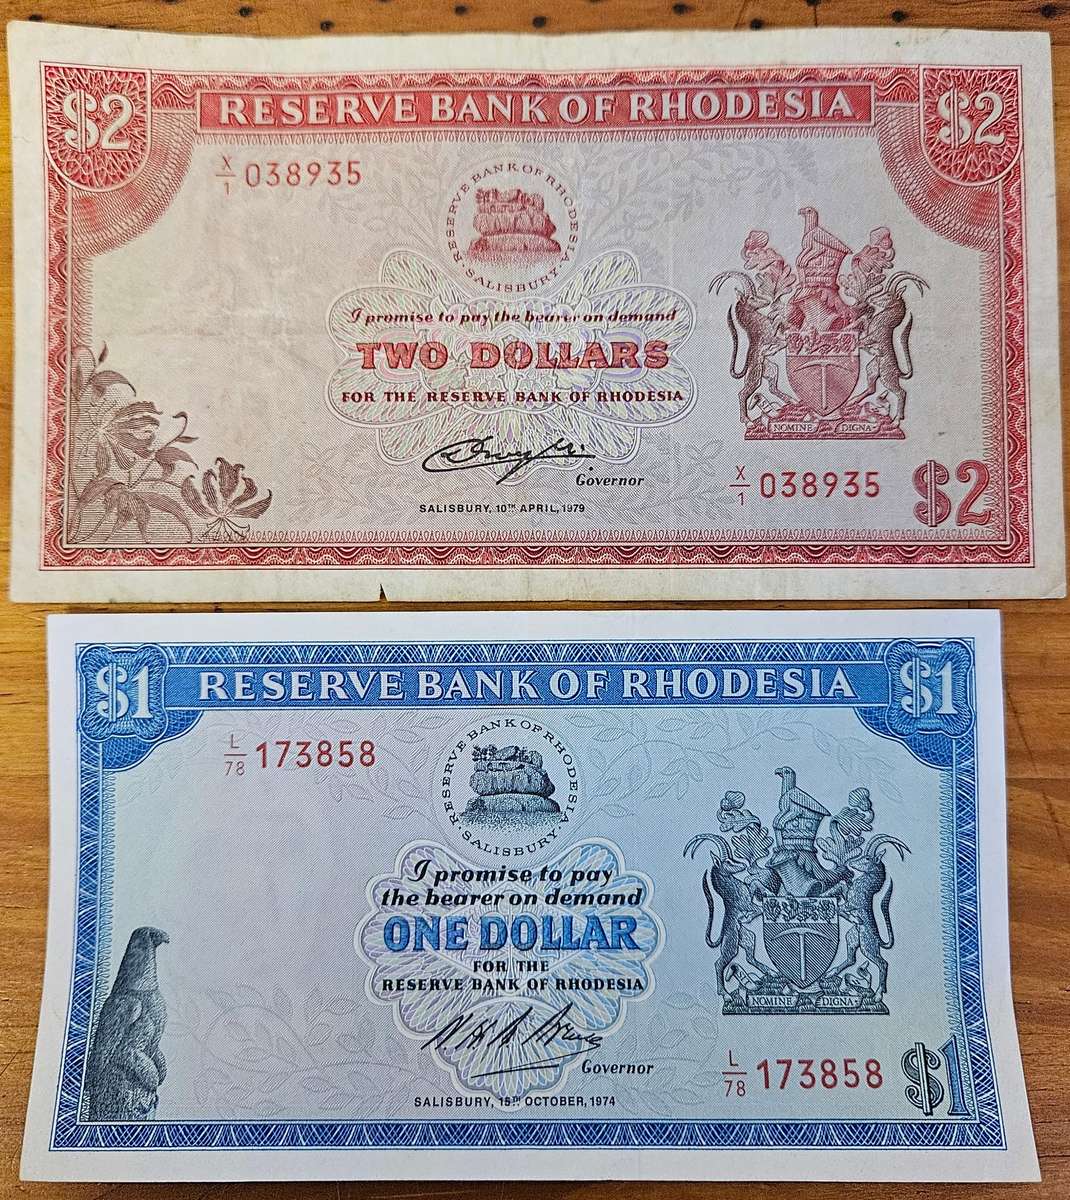 $2 RESERVE BANK OF RHODESIA $2
X/1 038935
RESERVE BANK OF RHODESIA
· SALISBURY ·
I promise to pay the bearer on demand
TWO DOLLARS
FOR THE RESERVE BANK OF RHODESIA
Governor
SALISBURY, 10TH APRIL, 1979
NOMINE DIGNA
X/1 038935 $2
$1 RESERVE BANK OF RHODESIA $1
L/78 173858
RESERVE BANK OF RHODESIA
· SALISBURY ·
I promise to pay
the bearer on demand
ONE DOLLAR
FOR THE
RESERVE BANK OF RHODESIA
Governor
SALISBURY, 15TH OCTOBER, 1974
NOMINE DIGNA
L/78 173858 $1